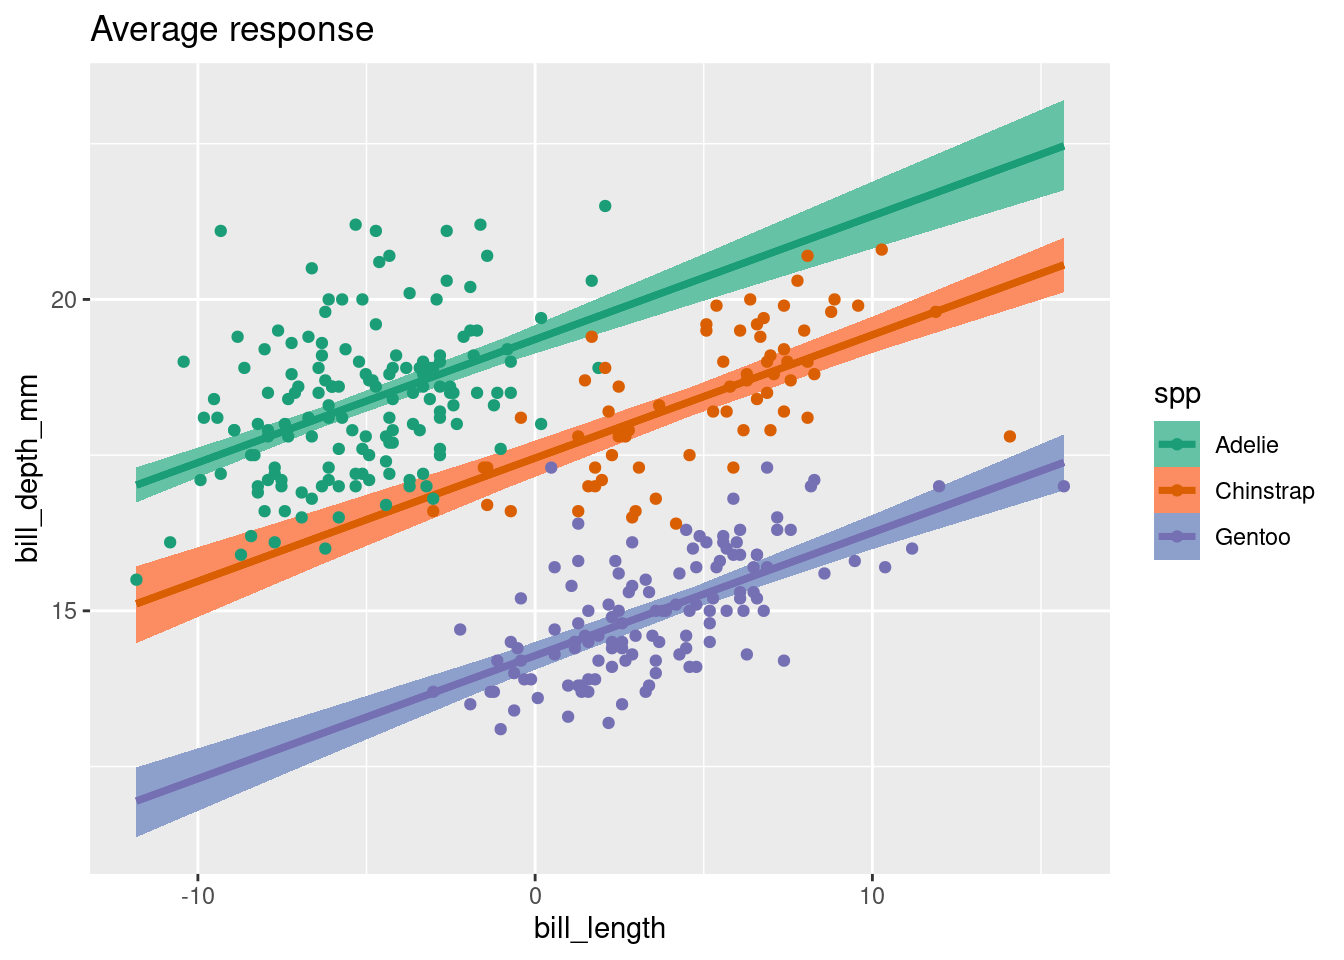 Average response
bill_depth_mm
20
15
-10
0
10
bill_length
spp
Adelie
Chinstrap
Gentoo